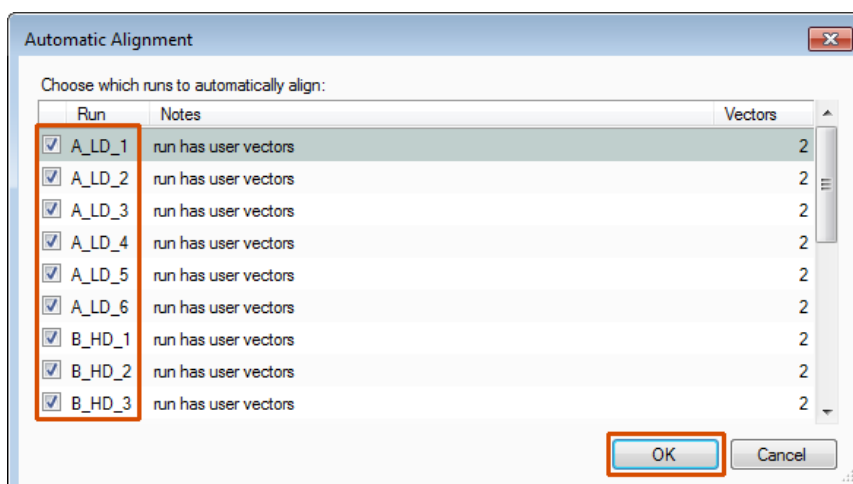 Automatic Alignment
Choose which runs to automatically align:
Run Notes Vectors
A_LD_1 run has user vectors 2
A_LD_2 run has user vectors 2
A_LD_3 run has user vectors 2
A_LD_4 run has user vectors 2
A_LD_5 run has user vectors 2
A_LD_6 run has user vectors 2
B_HD_1 run has user vectors 2
B_HD_2 run has user vectors 2
B_HD_3 run has user vectors 2
OK Cancel